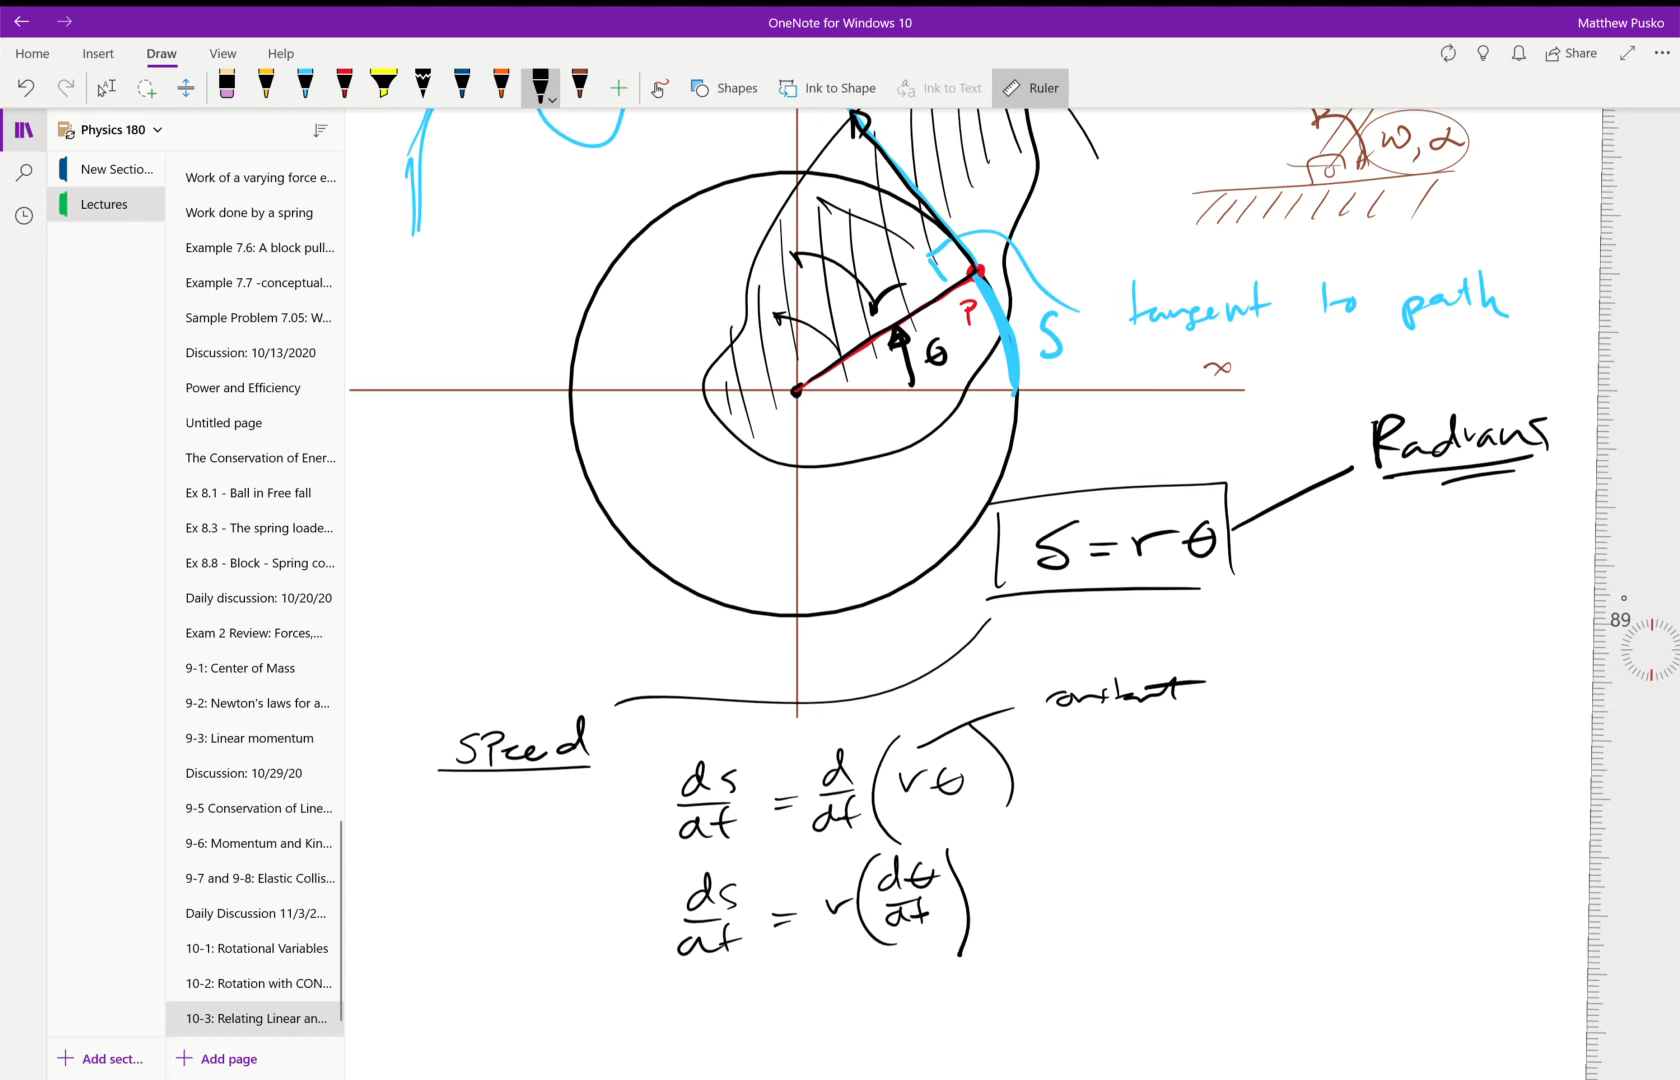 OneNote for Windows 10
Matthew Pusko
Home Insert Draw View Help
Share
Shapes Ink to Shape Ink to Text Ruler
Physics 180
New Sectio...
Lectures
Work of a varying force e...
Work done by a spring
Example 7.6: A block pull...
Example 7.7 -conceptual...
Sample Problem 7.05: W...
Discussion: 10/13/2020
Power and Efficiency
Untitled page
The Conservation of Ener...
Ex 8.1 - Ball in Free fall
Ex 8.3 - The spring loade...
Ex 8.8 - Block - Spring co...
Daily discussion: 10/20/20
Exam 2 Review: Forces,...
9-1: Center of Mass
9-2: Newton's laws for a...
9-3: Linear momentum
Discussion: 10/29/20
9-5 Conservation of Line...
9-6: Momentum and Kin...
9-7 and 9-8: Elastic Collis...
Daily Discussion 11/3/2...
10-1: Rotational Variables
10-2: Rotation with CON...
10-3: Relating Linear an...
Add sect...
Add page
ω, α
r
P
θ
S
tangent to path
x
Radians
S = rθ
89°
constant
Speed
ds/dt = d/dt (rθ)
ds/dt = r(dθ/dt)